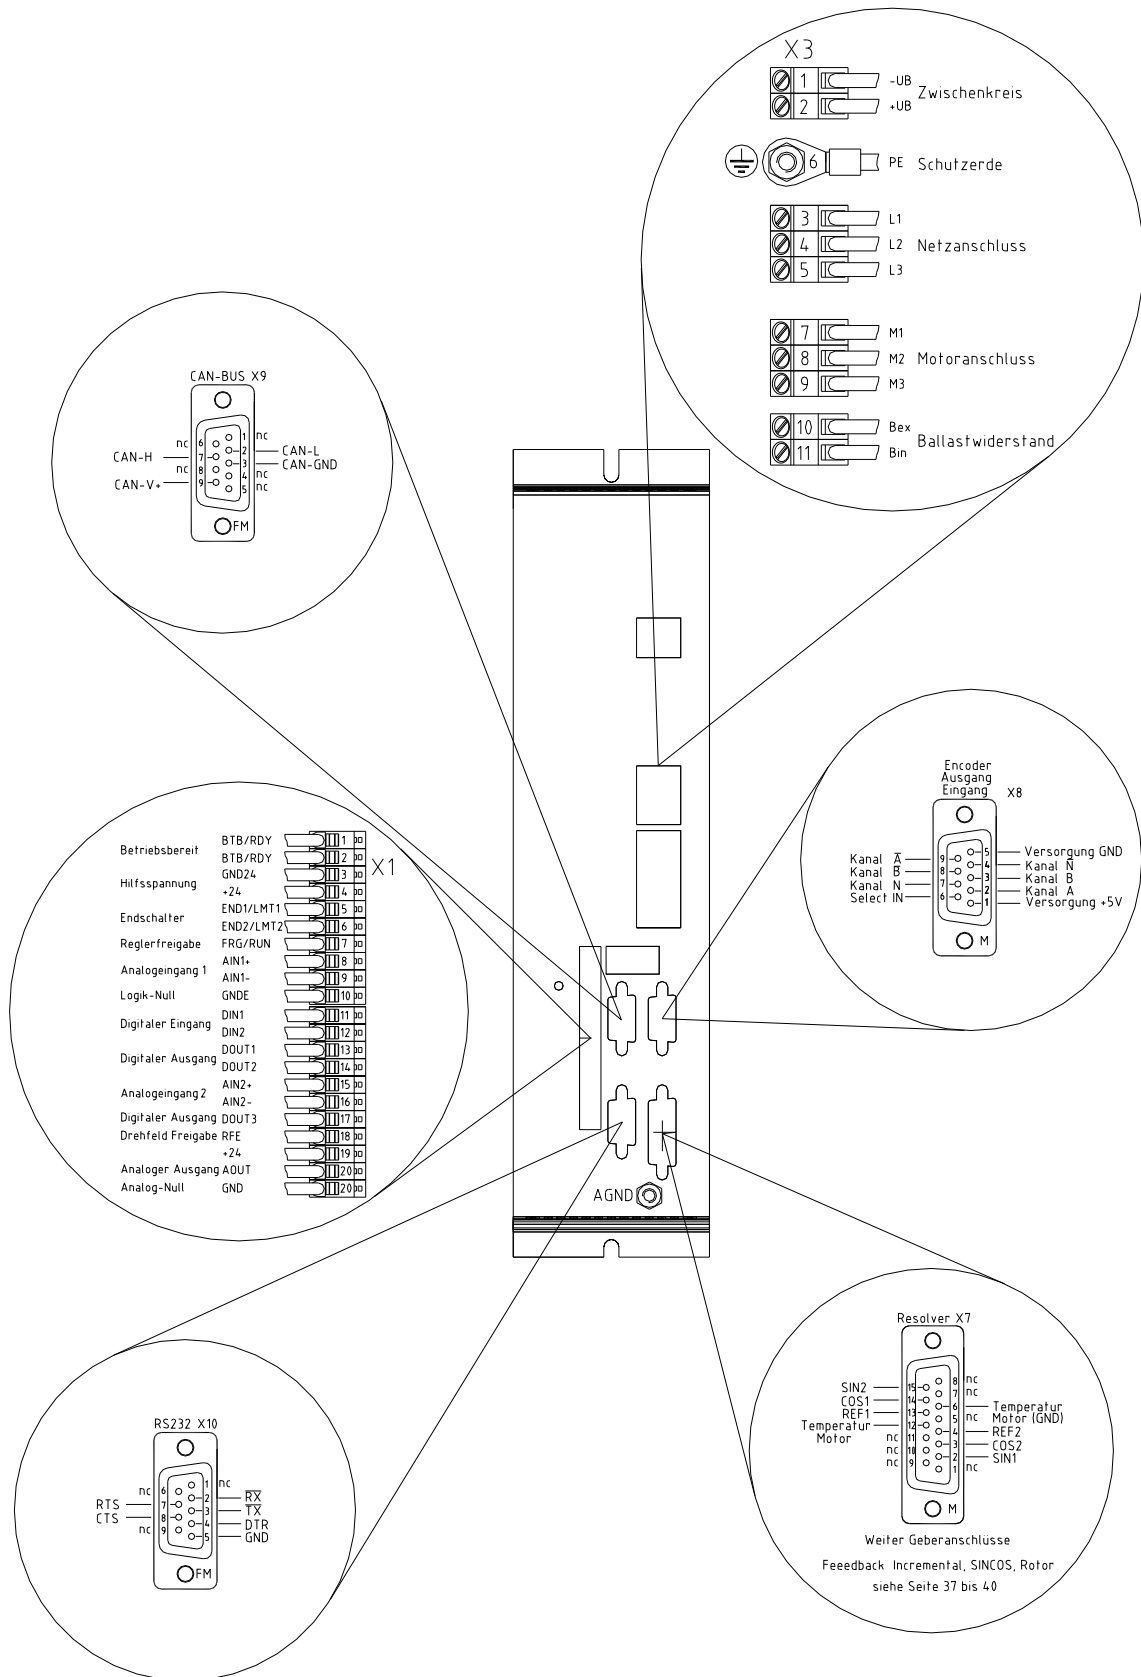 X3
1 -UB
2 +UB
Zwischenkreis
6 PE Schutzerde
3 L1
4 L2 Netzanschluss
5 L3
7 M1
8 M2 Motoranschluss
9 M3
10 Bex
11 Bin
Ballastwiderstand
CAN-BUS X9
1 nc
nc 6
2 CAN-L
CAN-H 7
3 CAN-GND
nc 8
4 nc
CAN-V+ 9
5 nc
FM
Encoder
Ausgang
Eingang X8
5 Versorgung GND
Kanal A̅ 9
4 Kanal N̅
Kanal B̅ 8
3 Kanal B
Kanal N 7
2 Kanal A
Select IN 6
1 Versorgung +5V
M
X1
Betriebsbereit
BTB/RDY 1
BTB/RDY 2
Hilfsspannung
GND24 3
+24 4
Endschalter
END1/LMT1 5
END2/LMT2 6
Reglerfreigabe FRG/RUN 7
Analogeingang 1
AIN1+ 8
AIN1- 9
Logik-Null GNDE 10
Digitaler Eingang
DIN1 11
DIN2 12
Digitaler Ausgang
DOUT1 13
DOUT2 14
Analogeingang 2
AIN2+ 15
AIN2- 16
Digitaler Ausgang DOUT3 17
Drehfeld Freigabe RFE 18
+24 19
Analoger Ausgang AOUT 20
Analog-Null GND 20
AGND
RS232 X10
1 nc
nc 6
2 R̅X̅
RTS 7
3 T̅X̅
CTS 8
4 DTR
nc 9
5 GND
FM
Resolver X7
8 nc
SIN2 15
7 nc
COS1 14
6 Temperatur Motor (GND)
REF1 13
5 nc
Temperatur Motor 12
4 REF2
nc 11
3 COS2
nc 10
2 SIN1
nc 9
1 nc
M
Weiter Geberanschlüsse
Feeedback Incremental, SINCOS, Rotor
siehe Seite 37 bis 40